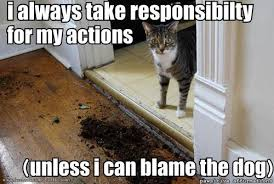 i always take responsibilty
for my actions
(unless i can blame the dog)